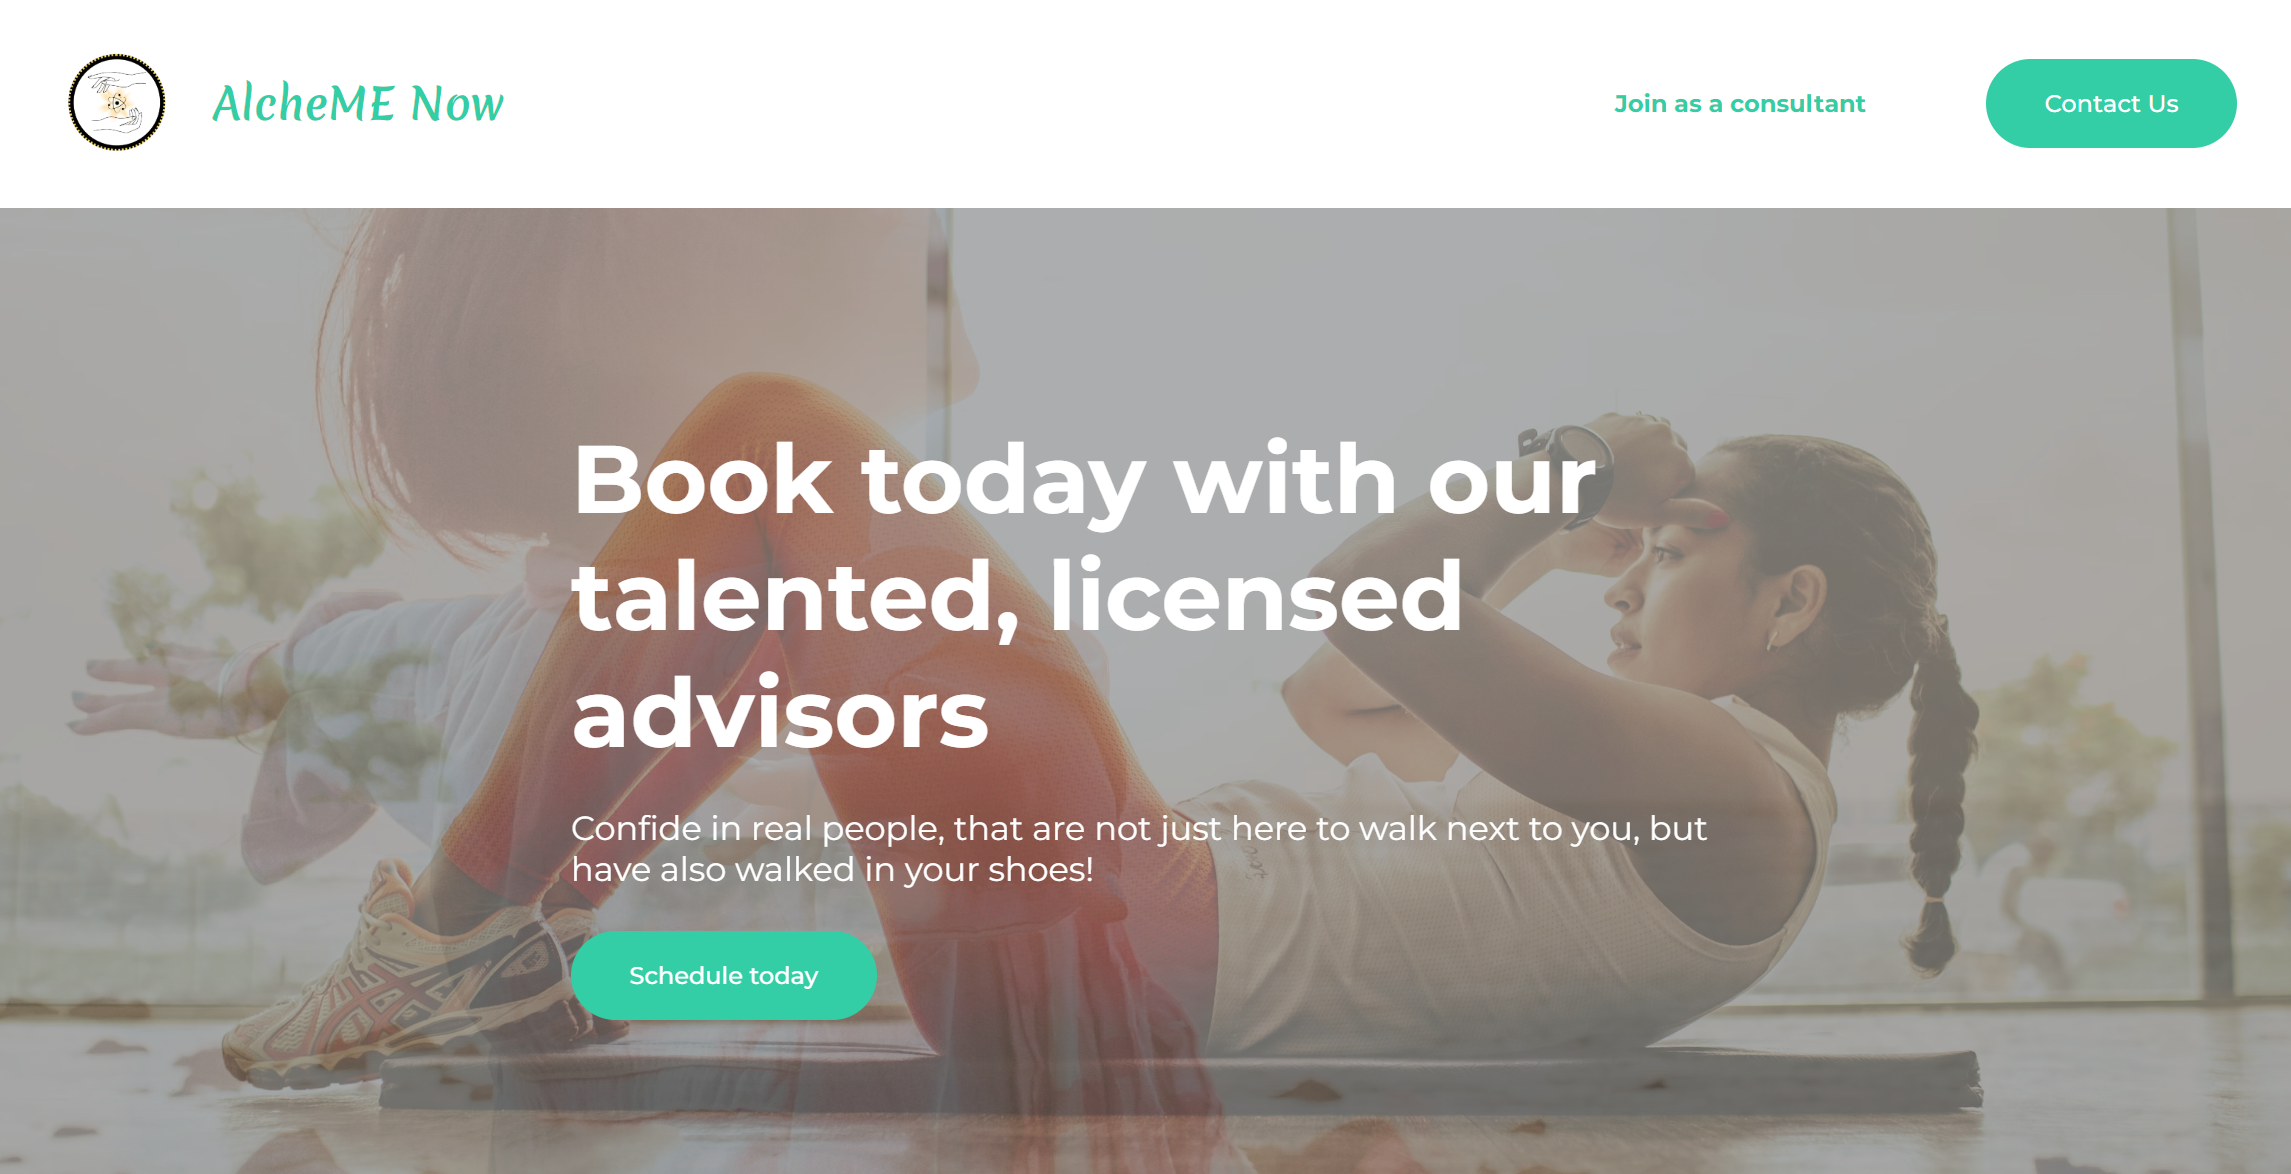 AlcheME Now
Join as a consultant
Contact Us
Book today with our
talented, licensed
advisors
Confide in real people, that are not just here to walk next to you, but
have also walked in your shoes!
Schedule today